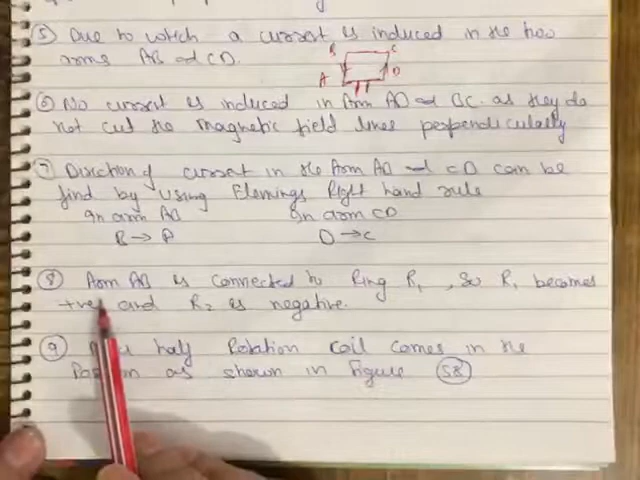 ⑤ Due to which a current is induced in the two
arms AB and CD.
B C
A D
⑥ No current is induced in Arm AD and BC. as they do
not cut the magnetic field lines perpendicularly
⑦ Direction of current in the Arm AB and CD can be
find by using Flemings Right hand rule
In arm AB In arm CD
B → A D → C
⑧ Arm AB is connected to Ring R₁, so R₁ becomes
+ve and R₂ is negative.
⑨ half Rotation coil comes in the
as shown in figure 5B